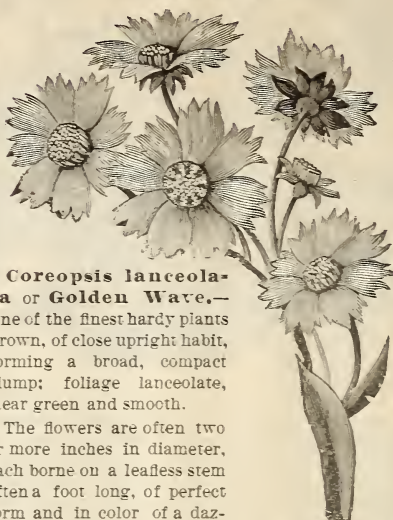 Coreopsis lanceola-
a or Golden Wave.—
ne of the finest hardy plants
rown, of close upright habit,
orming a broad, compact
lump; foliage lanceolate,
lear green and smooth.
The flowers are often two
r more inches in diameter,
ach borne on a leafless stem
ften a foot long, of perfect
orm and in color of a daz-